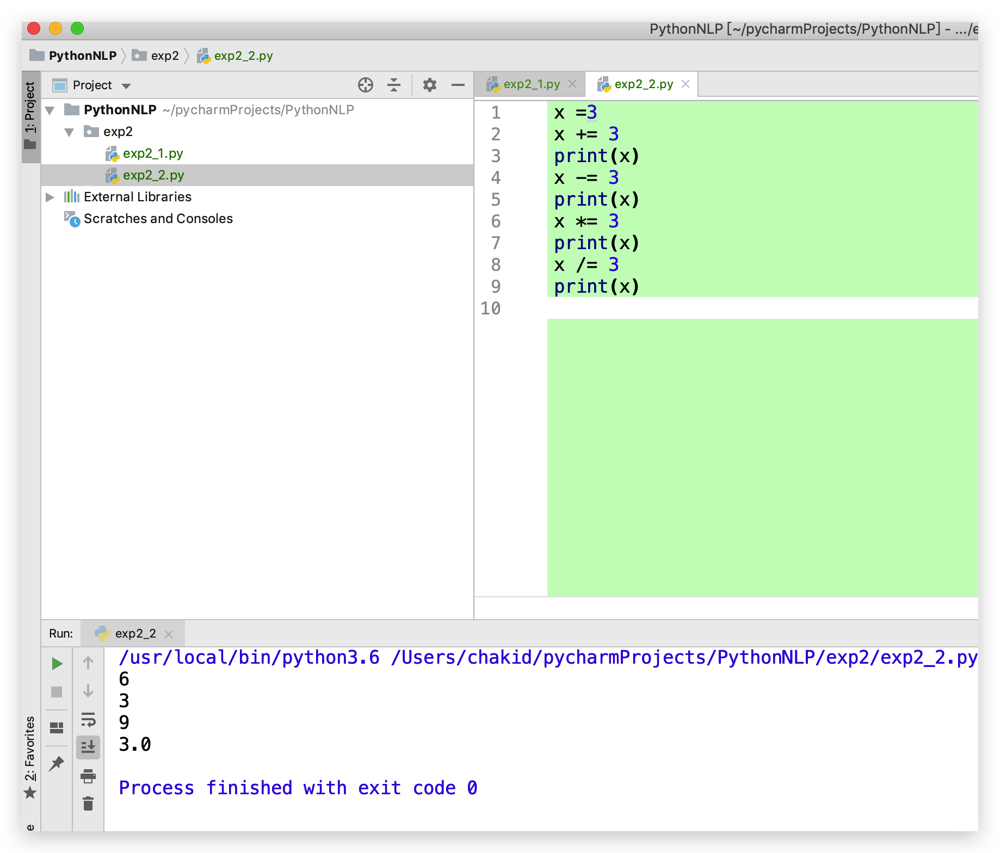 PythonNLP [~/pycharmProjects/PythonNLP] - .../e
PythonNLP exp2 exp2_2.py
1: Project
Project
exp2_1.py exp2_2.py
PythonNLP ~/pycharmProjects/PythonNLP
exp2
exp2_1.py
exp2_2.py
External Libraries
Scratches and Consoles
1 x =3
2 x += 3
3 print(x)
4 x -= 3
5 print(x)
6 x *= 3
7 print(x)
8 x /= 3
9 print(x)
10
Run: exp2_2
/usr/local/bin/python3.6 /Users/chakid/pycharmProjects/PythonNLP/exp2/exp2_2.py
6
3
9
3.0
Process finished with exit code 0
2: Favorites
e